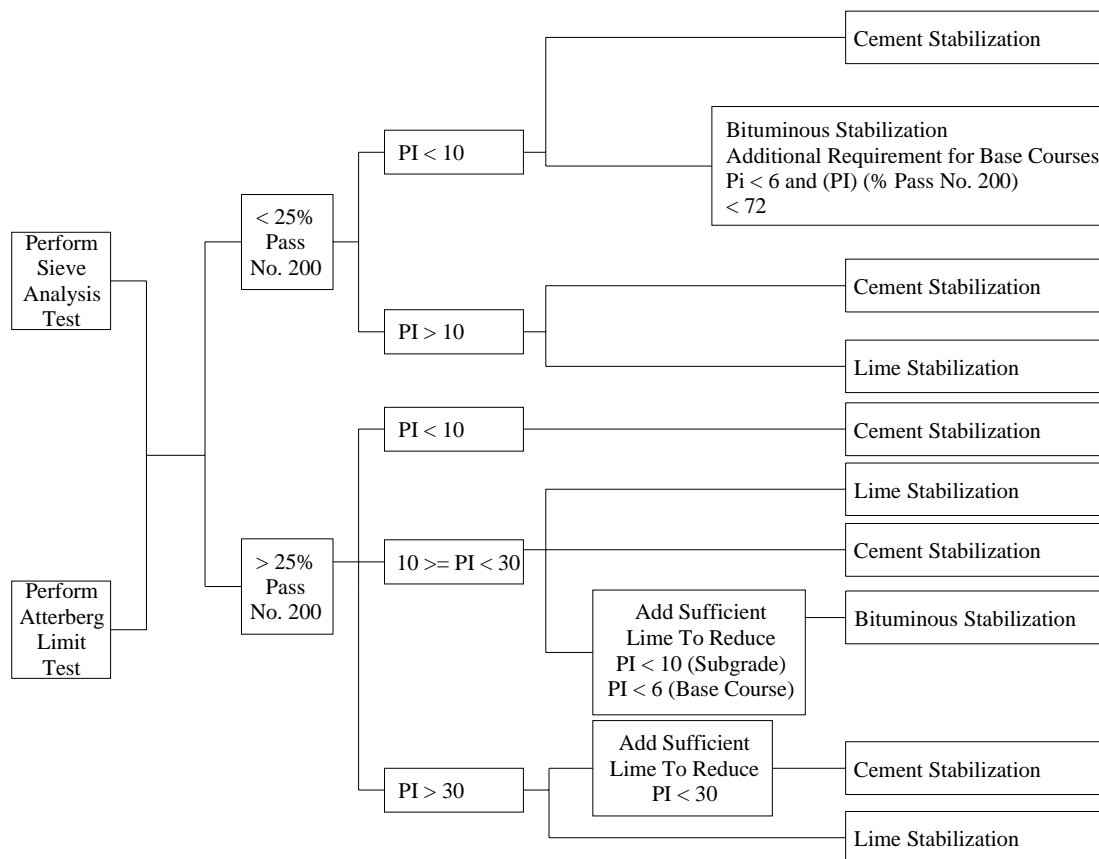 Perform
Sieve
Analysis
Test
Perform
Atterberg
Limit
Test
< 25%
Pass
No. 200
> 25%
Pass
No. 200
PI < 10
PI > 10
PI < 10
10 >= PI < 30
PI > 30
Cement Stabilization
Bituminous Stabilization
Additional Requirement for Base Courses
Pi < 6 and (PI) (% Pass No. 200)
< 72
Cement Stabilization
Lime Stabilization
Cement Stabilization
Lime Stabilization
Cement Stabilization
Add Sufficient
Lime To Reduce
PI < 10 (Subgrade)
PI < 6 (Base Course)
Bituminous Stabilization
Add Sufficient
Lime To Reduce
PI < 30
Cement Stabilization
Lime Stabilization